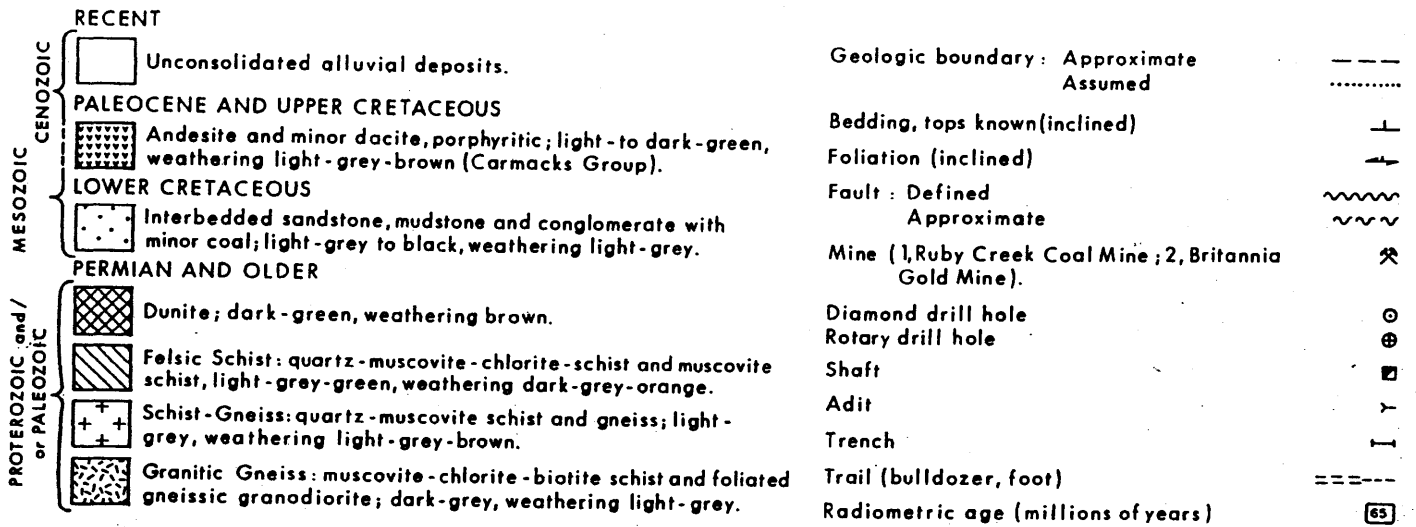 RECENT
CENOZOIC
Unconsolidated alluvial deposits.
PALEOCENE AND UPPER CRETACEOUS
Andesite and minor dacite, porphyritic; light-to dark-green,
weathering light-grey-brown (Carmacks Group).
MESOZOIC
LOWER CRETACEOUS
Interbedded sandstone, mudstone and conglomerate with
minor coal; light-grey to black, weathering light-grey.
PERMIAN AND OLDER
PROTEROZOIC and/
or PALEOZOIC
Dunite; dark-green, weathering brown.
Felsic Schist: quartz-muscovite-chlorite-schist and muscovite
schist, light-grey-green, weathering dark-grey-orange.
Schist-Gneiss: quartz-muscovite schist and gneiss; light-
grey, weathering light-grey-brown.
Granitic Gneiss: muscovite-chlorite-biotite schist and foliated
gneissic granodiorite; dark-grey, weathering light-grey.
Geologic boundary: Approximate
Assumed
Bedding, tops known (inclined)
Foliation (inclined)
Fault: Defined
Approximate
Mine (1, Ruby Creek Coal Mine; 2, Britannia
Gold Mine).
Diamond drill hole
Rotary drill hole
Shaft
Adit
Trench
Trail (bulldozer, foot)
Radiometric age (millions of years) 65